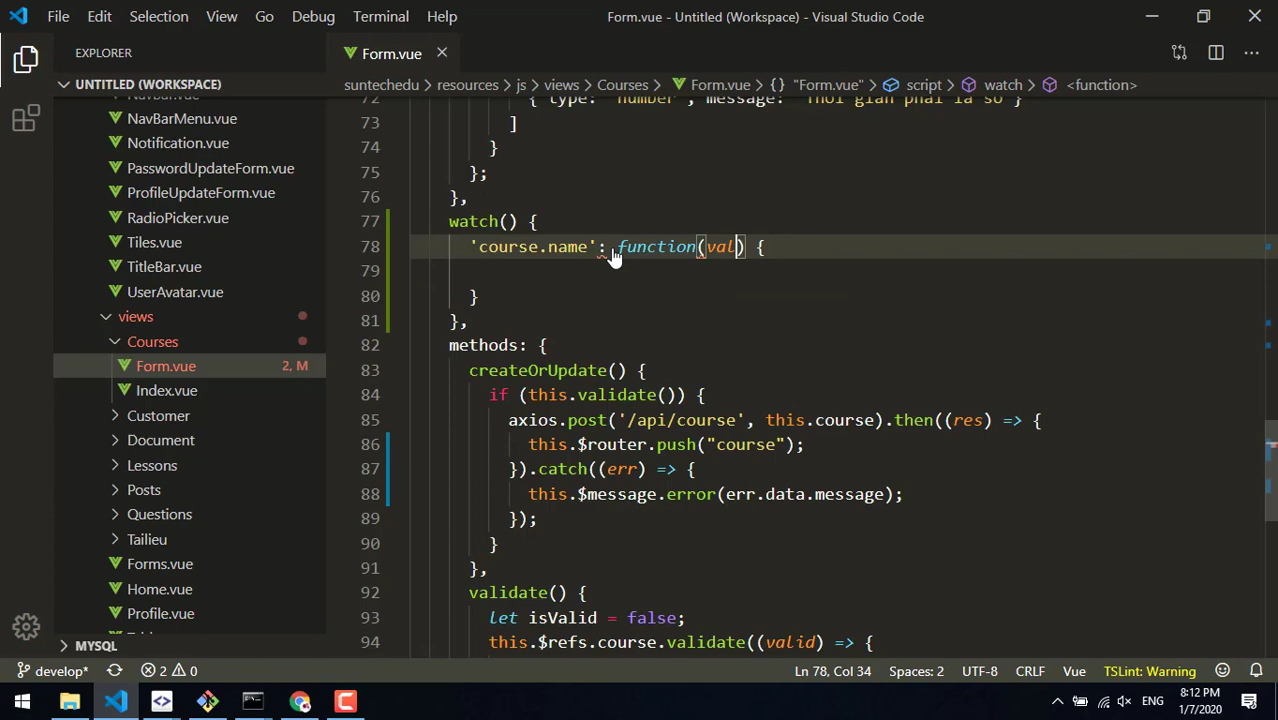 File Edit Selection View Go Debug Terminal Help
Form.vue - Untitled (Workspace) - Visual Studio Code
EXPLORER
Form.vue
UNTITLED (WORKSPACE)
suntechedu > resources > js > views > Courses > Form.vue > {} "Form.vue" > script > watch > <function>
NavBar.vue
NavBarMenu.vue
Notification.vue
PasswordUpdateForm.vue
ProfileUpdateForm.vue
RadioPicker.vue
Tiles.vue
TitleBar.vue
UserAvatar.vue
views
Courses
Form.vue 2, M
Index.vue
Customer
Document
Lessons
Posts
Questions
Tailieu
Forms.vue
Home.vue
Profile.vue
MYSQL
72 { type: "number", message: "Thoi gian phai la so" }
73 ]
74 }
75 };
76 },
77 watch() {
78 'course.name': function(val) {
79
80 }
81 },
82 methods: {
83 createOrUpdate() {
84 if (this.validate()) {
85 axios.post('/api/course', this.course).then((res) => {
86 this.$router.push("course");
87 }).catch((err) => {
88 this.$message.error(err.data.message);
89 });
90 }
91 },
92 validate() {
93 let isValid = false;
94 this.$refs.course.validate((valid) => {
develop* 2 0 Ln 78, Col 34 Spaces: 2 UTF-8 CRLF Vue TSLint: Warning
ENG 8:12 PM
1/7/2020